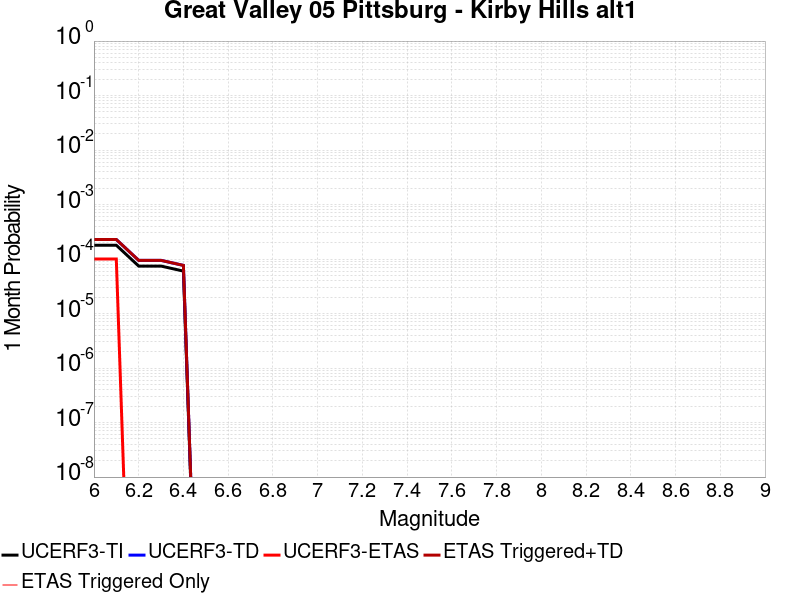 Great Valley 05 Pittsburg - Kirby Hills alt1
10^0
10^-1
10^-2
10^-3
10^-4
10^-5
10^-6
10^-7
10^-8
1 Month Probability
6 6.2 6.4 6.6 6.8 7 7.2 7.4 7.6 7.8 8 8.2 8.4 8.6 8.8 9
Magnitude
UCERF3-TI UCERF3-TD UCERF3-ETAS ETAS Triggered+TD
ETAS Triggered Only